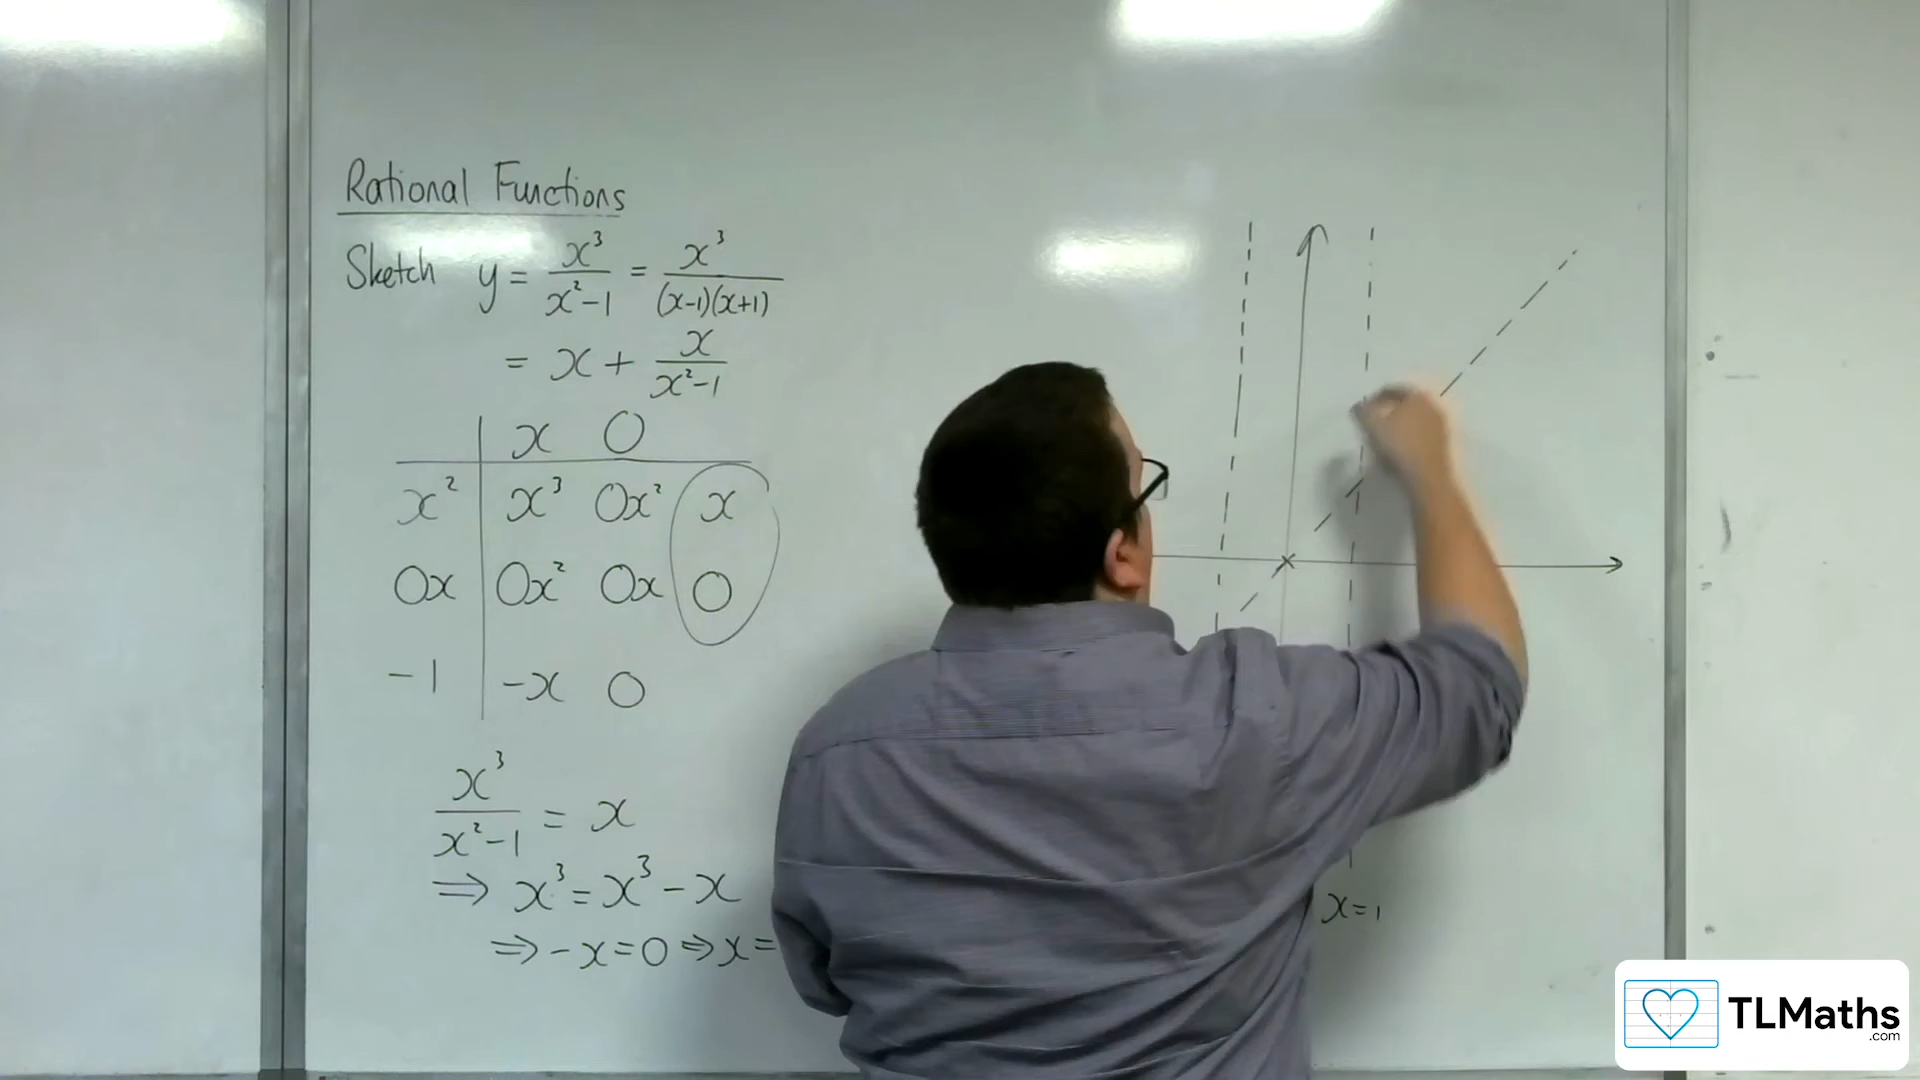 Rational Functions
Sketch y = x³/(x²-1) = x³/((x-1)(x+1))
= x + x/(x²-1)
x 0
x² x³ 0x² x
0x 0x² 0x 0
-1 -x 0
x³/(x²-1) = x
⇒ x³ = x³ - x
⇒ -x = 0 ⇒ x =
x = 1
TLMaths
.com